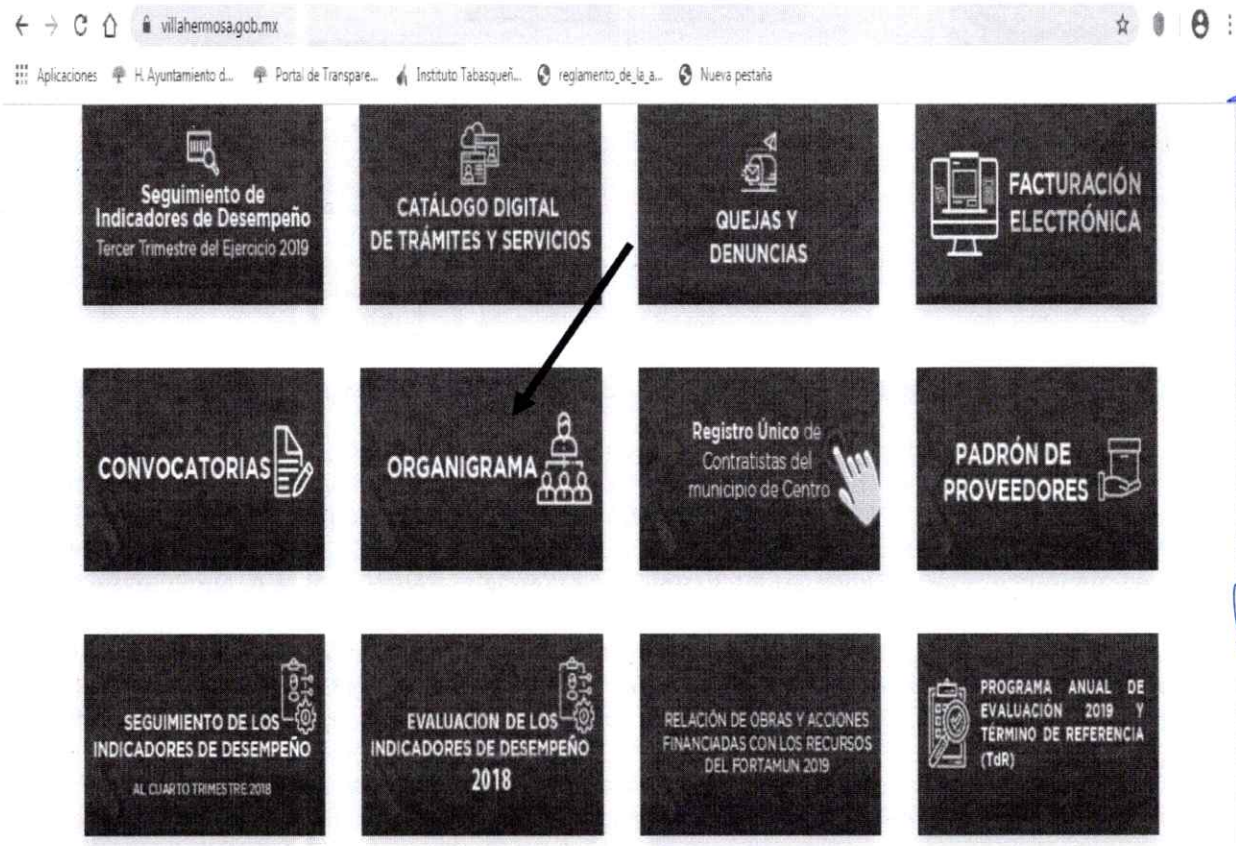 villahermosa.gob.mx
Aplicaciones H. Ayuntamiento d... Portal de Transpare... Instituto Tabasqueñ... reglamento_de_la_a... Nueva pestaña
Seguimiento de
Indicadores de Desempeño
Tercer Trimestre del Ejercicio 2019
CATÁLOGO DIGITAL
DE TRÁMITES Y SERVICIOS
QUEJAS Y
DENUNCIAS
FACTURACIÓN
ELECTRÓNICA
CONVOCATORIAS
ORGANIGRAMA
Registro Único de
Contratistas del
municipio de Centro
PADRÓN DE
PROVEEDORES
SEGUIMIENTO DE LOS
INDICADORES DE DESEMPEÑO
AL CUARTO TRIMESTRE 2018
EVALUACION DE LOS
INDICADORES DE DESEMPEÑO
2018
RELACIÓN DE OBRAS Y ACCIONES
FINANCIADAS CON LOS RECURSOS
DEL FORTAMUN 2019
PROGRAMA ANUAL DE
EVALUACIÓN 2019 Y
TÉRMINO DE REFERENCIA
(TdR)